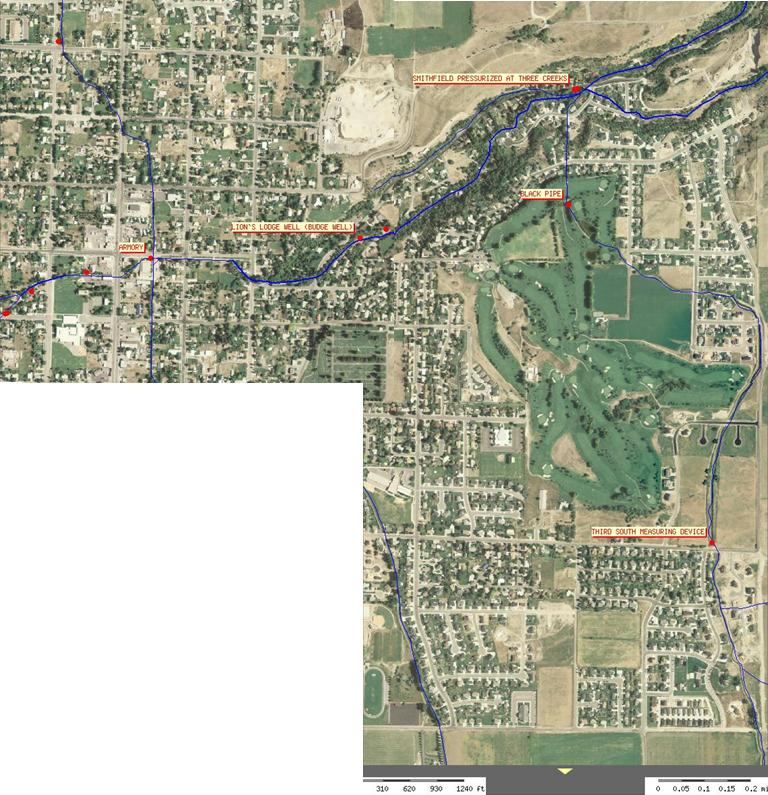 SMITHFIELD PRESSURIZED AT THREE CREEKS
BLACK PIPE
LION'S LODGE WELL (BUDGE WELL)
ARMORY
THIRD SOUTH MEASURING DEVICE
310 620 930 1240 ft
0 0.05 0.1 0.15 0.2 mi